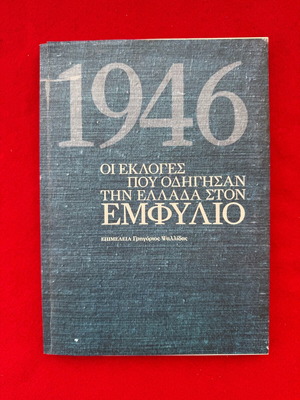 1946
ΟΙ ΕΚΛΟΓΕΣ
ΠΟΥ ΟΔΗΓΗΣΑΝ
ΤΗΝ ΕΛΛΑΔΑ ΣΤΟΝ
ΕΜΦΥΛΙΟ
ΕΠΙΜΕΛΕΙΑ Γρηγόριος Ψαλλίδας